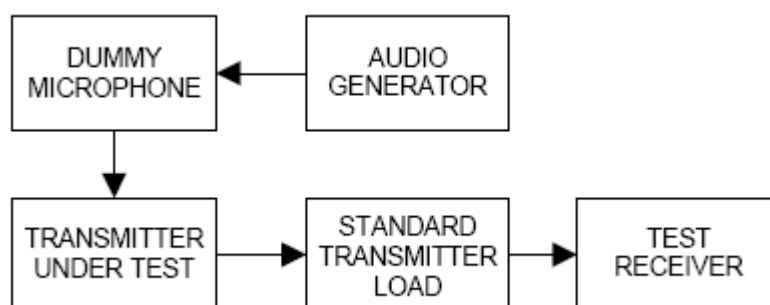 DUMMY
MICROPHONE
AUDIO
GENERATOR
TRANSMITTER
UNDER TEST
STANDARD
TRANSMITTER
LOAD
TEST
RECEIVER